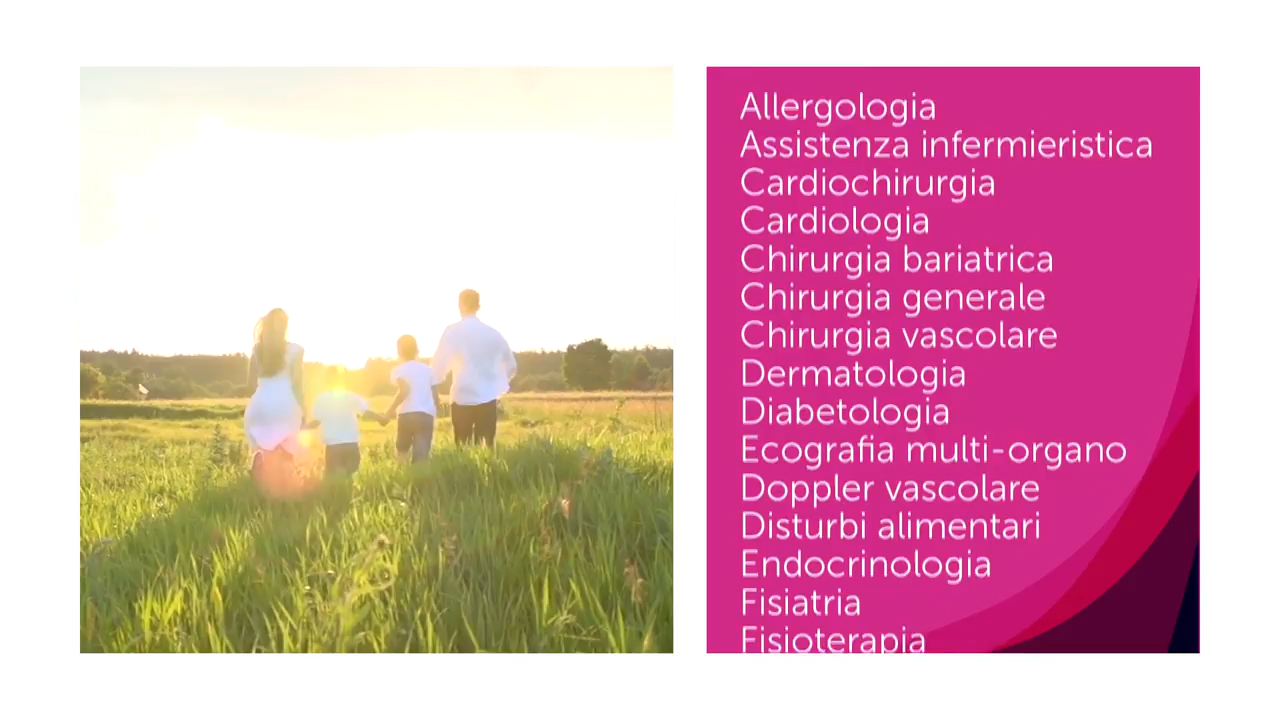 Allergologia
Assistenza infermieristica
Cardiochirurgia
Cardiologia
Chirurgia bariatrica
Chirurgia generale
Chirurgia vascolare
Dermatologia
Diabetologia
Ecografia multi-organo
Doppler vascolare
Disturbi alimentari
Endocrinologia
Fisiatria
Fisioterapia